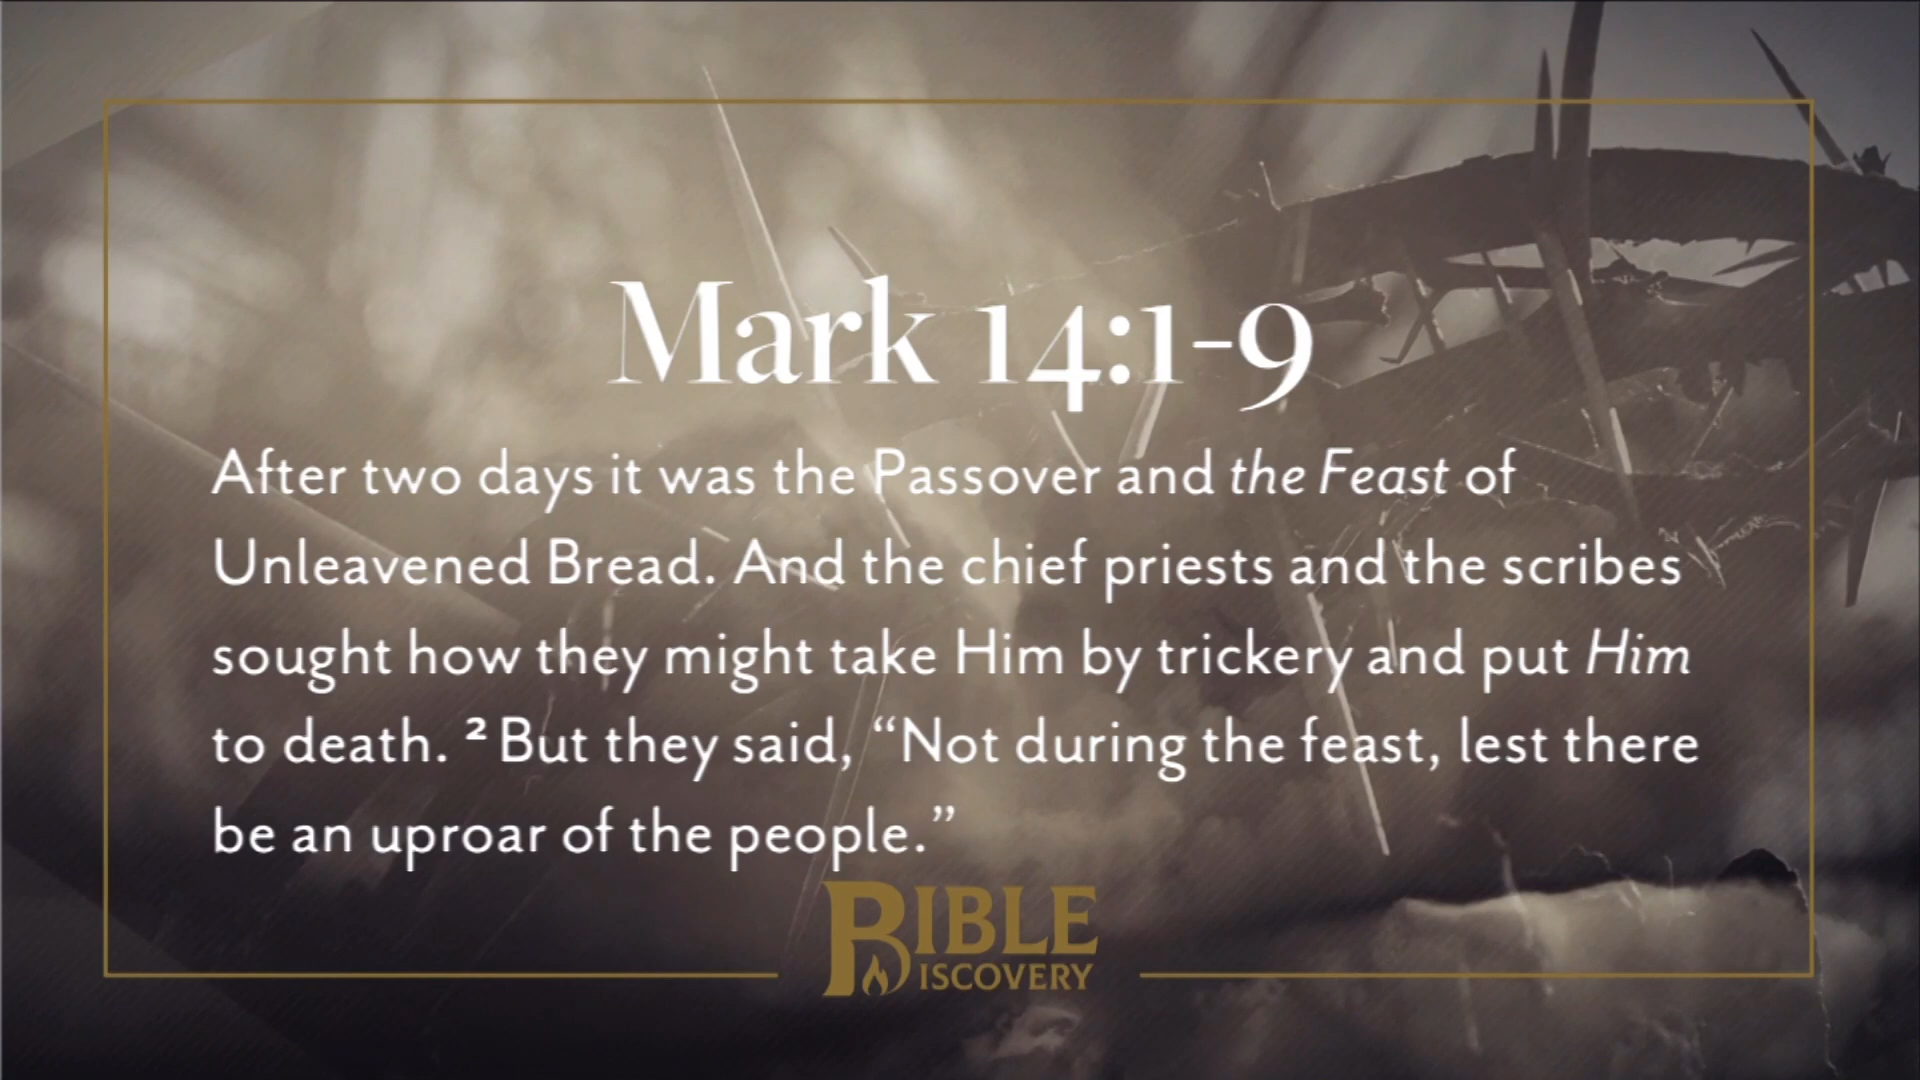 Mark 14:1-9
After two days it was the Passover and the Feast of
Unleavened Bread. And the chief priests and the scribes
sought how they might take Him by trickery and put Him
to death. ² But they said, “Not during the feast, lest there
be an uproar of the people.”
BIBLE
DISCOVERY